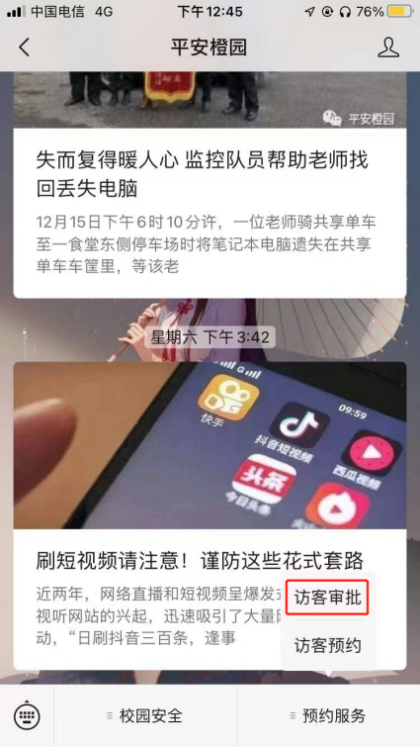 中国电信 4G 下午12:45 76%
平安橙园
平安橙园
失而复得暖人心 监控队员帮助老师找
回丢失电脑
12月15日下午6时10分许，一位老师骑共享单车
至一食堂东侧停车场时将笔记本电脑遗失在共享
单车车筐里，等该老
星期六 下午3:42
09:59
快手
抖音短视频
西瓜视频
头条
今日头条
刷短视频请注意！谨防这些花式套路
近两年，网络直播和短视频呈爆发
视听网站的兴起，迅速吸引了大量
动，“日刷抖音三百条，逢事
访客审批
访客预约
校园安全
预约服务